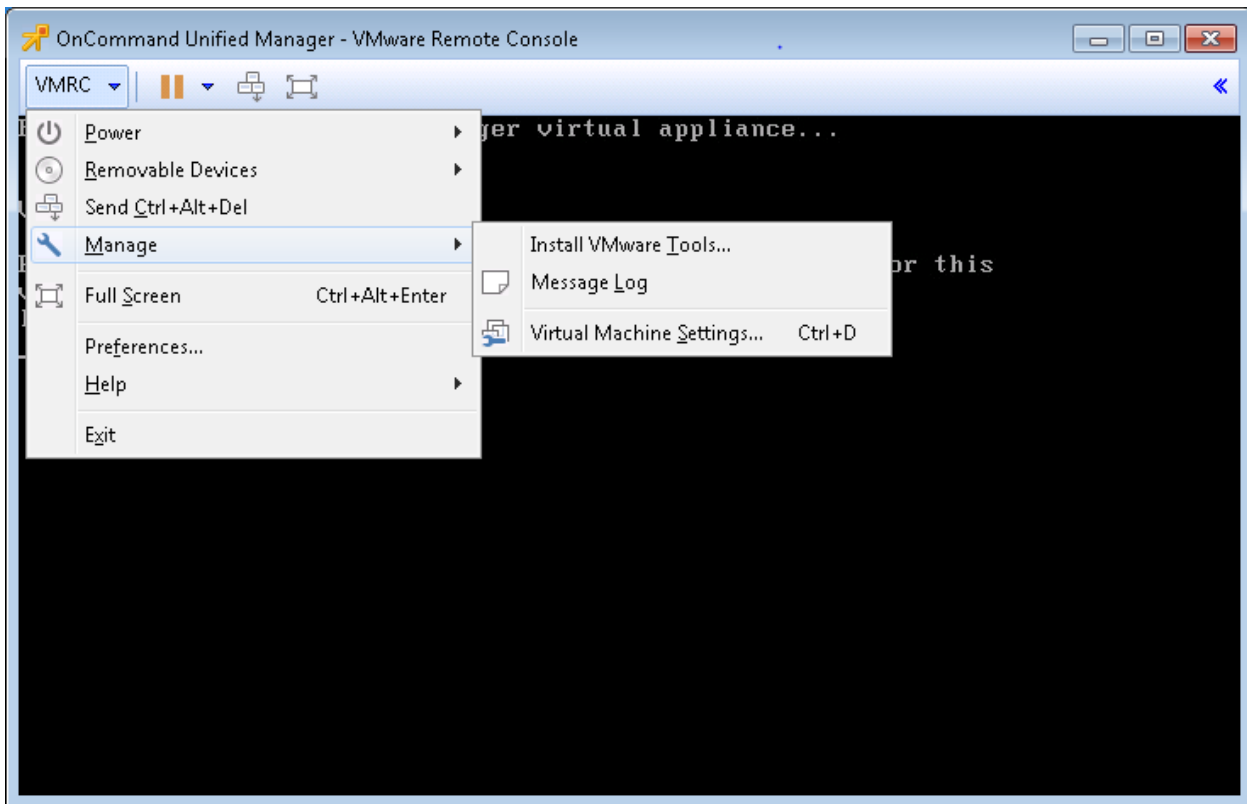 OnCommand Unified Manager - VMware Remote Console
VMRC
ger virtual appliance...
Power
Removable Devices
Send Ctrl+Alt+Del
Manage
Install VMware Tools...
or this
Message Log
Full Screen Ctrl+Alt+Enter
Virtual Machine Settings... Ctrl+D
Preferences...
Help
Exit